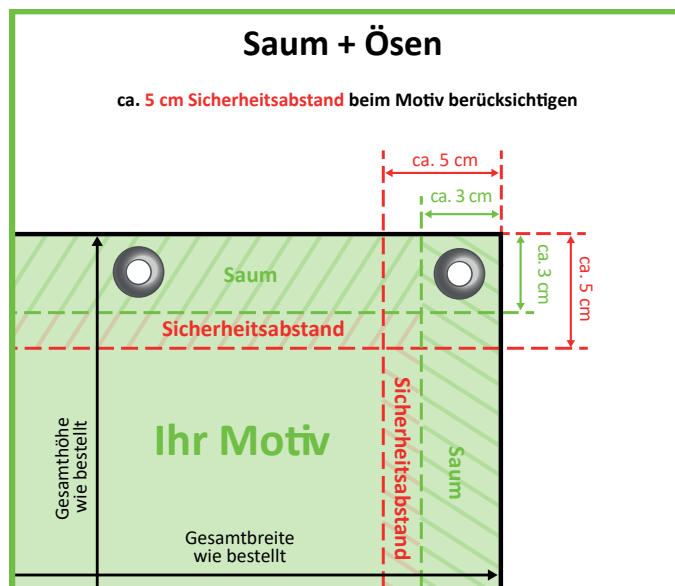 Saum + Ösen
ca. 5 cm Sicherheitsabstand beim Motiv berücksichtigen
ca. 5 cm
ca. 3 cm
ca. 3 cm
ca. 5 cm
Saum
Sicherheitsabstand
Gesamthöhe
wie bestellt
Ihr Motiv
Sicherheitsabstand
Saum
Gesamtbreite
wie bestellt